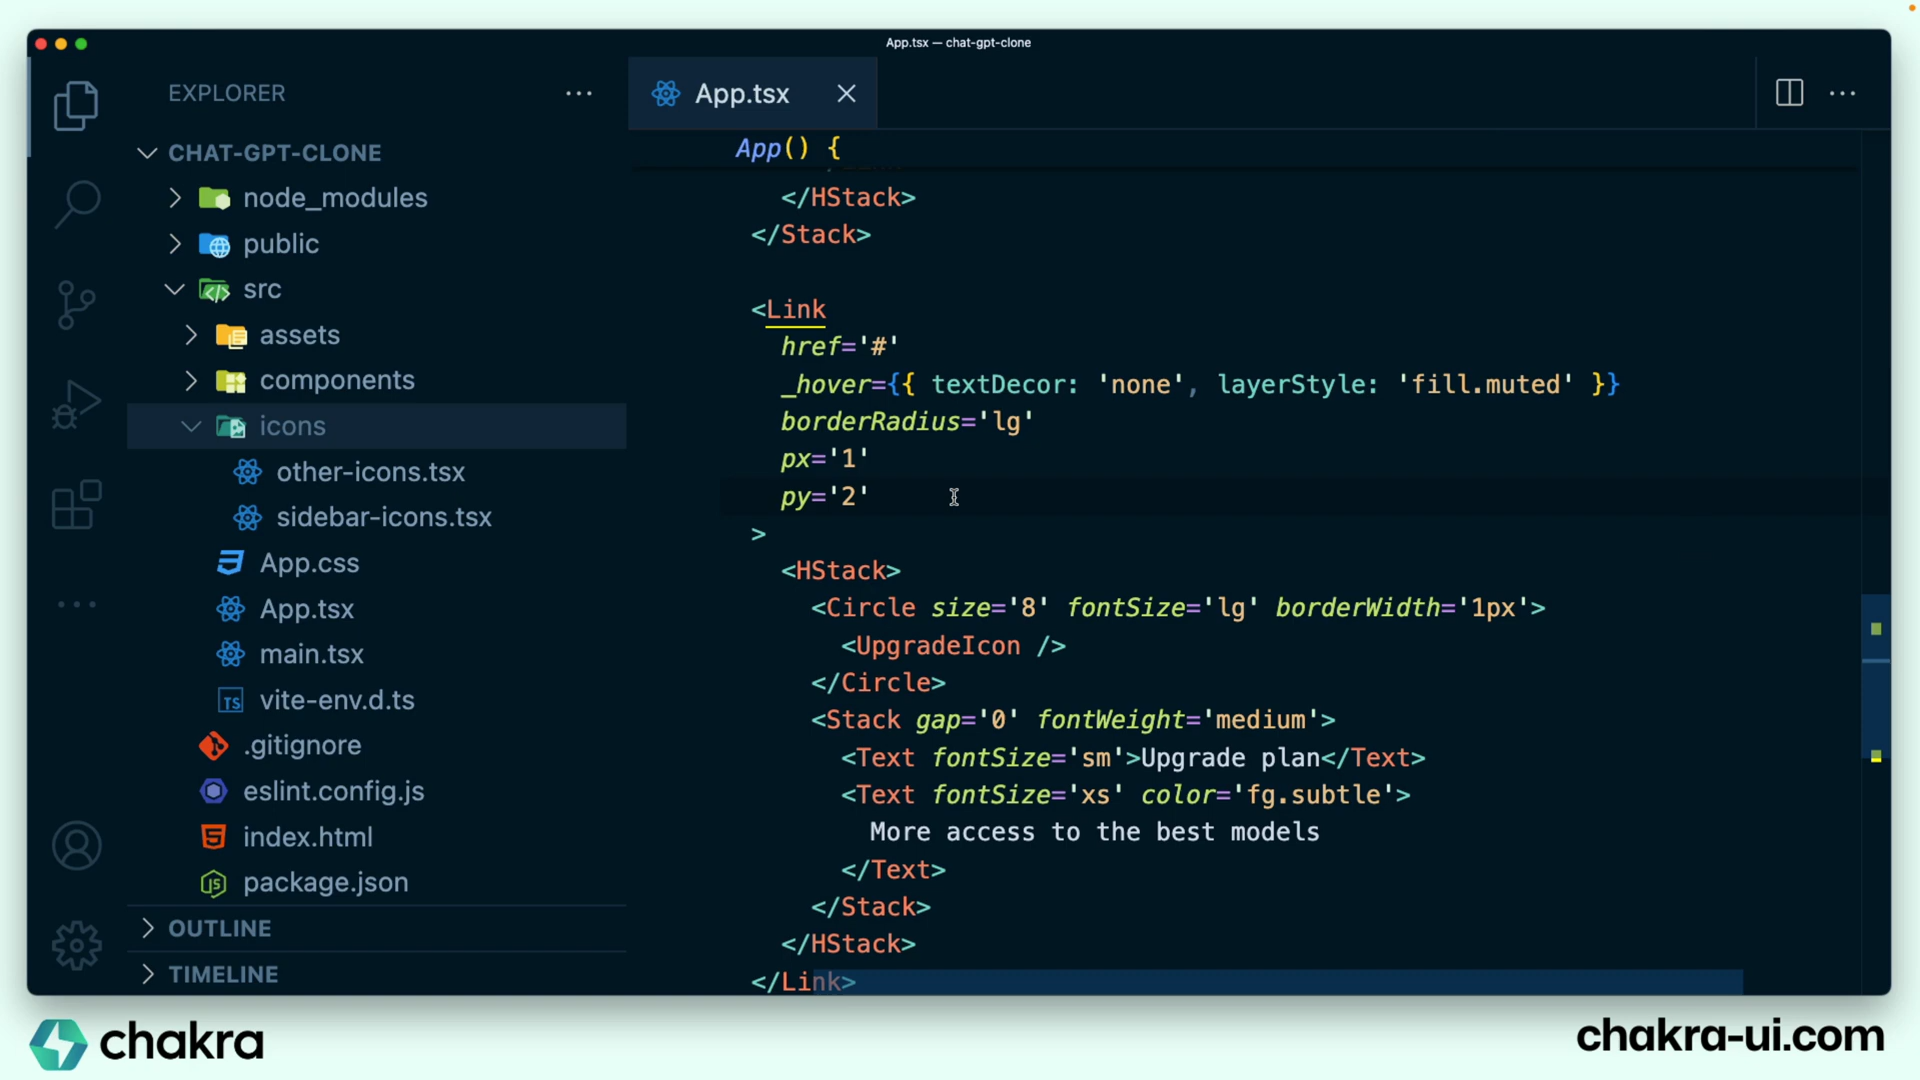 App.tsx — chat-gpt-clone
EXPLORER
CHAT-GPT-CLONE
node_modules
public
src
assets
components
icons
other-icons.tsx
sidebar-icons.tsx
App.css
App.tsx
main.tsx
vite-env.d.ts
.gitignore
eslint.config.js
index.html
package.json
OUTLINE
TIMELINE
App.tsx
App() {
</HStack>
</Stack>
<Link
href='#'
_hover={{ textDecor: 'none', layerStyle: 'fill.muted' }}
borderRadius='lg'
px='1'
py='2'
>
<HStack>
<Circle size='8' fontSize='lg' borderWidth='1px'>
<UpgradeIcon />
</Circle>
<Stack gap='0' fontWeight='medium'>
<Text fontSize='sm'>Upgrade plan</Text>
<Text fontSize='xs' color='fg.subtle'>
More access to the best models
</Text>
</Stack>
</HStack>
</Link>
chakra
chakra-ui.com